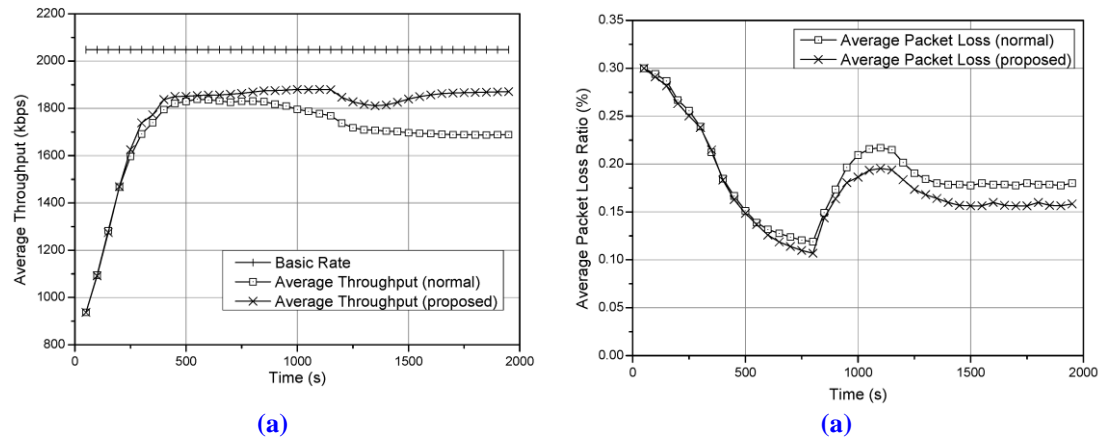 2200
2000
1800
1600
1400
1200
1000
800
0
500
1000
1500
2000
Average Throughput (kbps)
Time (s)
Basic Rate
Average Throughput (normal)
Average Throughput (proposed)
(a)
0.35
0.30
0.25
0.20
0.15
0.10
0.05
0.00
0
500
1000
1500
2000
Average Packet Loss Ratio (%)
Time (s)
Average Packet Loss (normal)
Average Packet Loss (proposed)
(a)